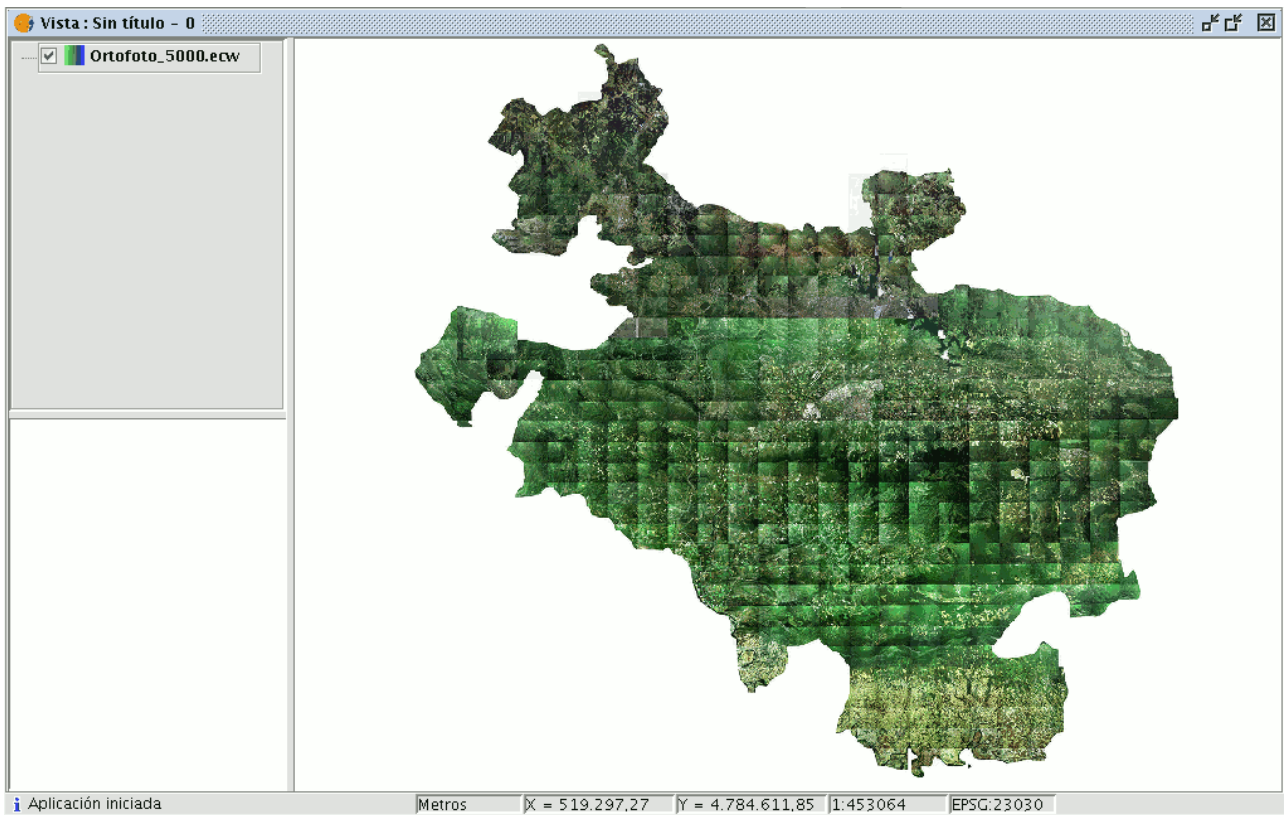 Vista : Sin título - 0
Ortofoto_5000.ecw
Aplicación iniciada
Metros
X = 519.297,27
Y = 4.784.611,85
1:453064
EPSG:23030